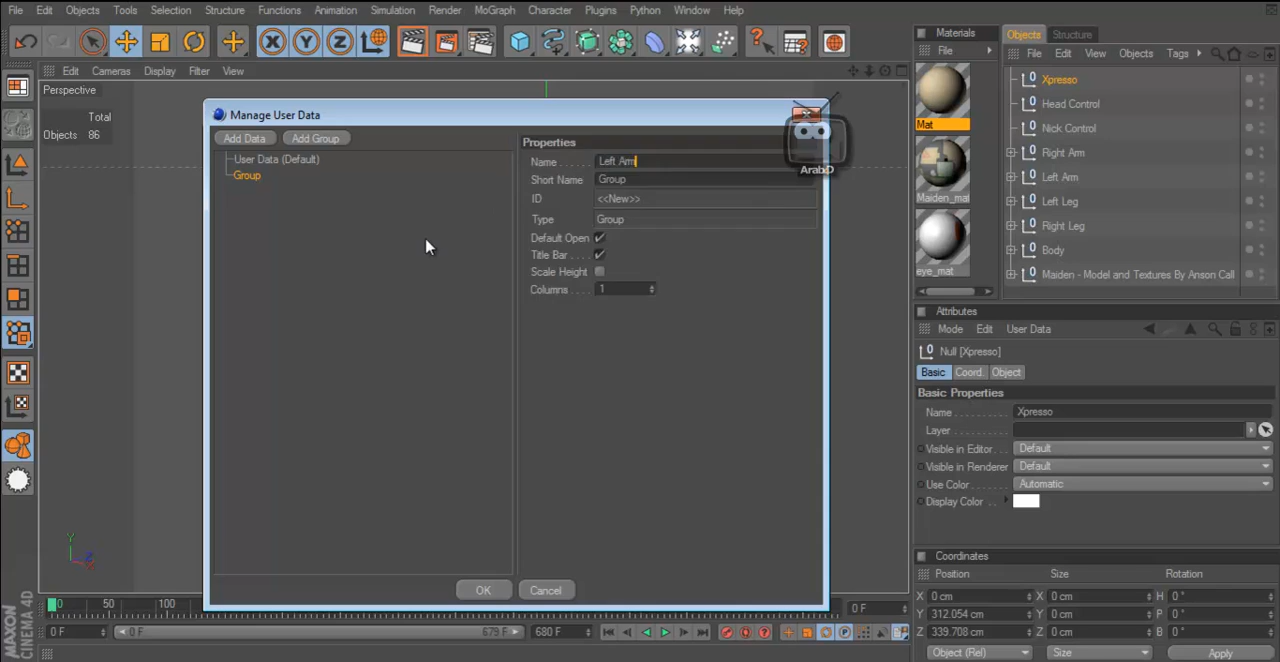 File Edit Objects Tools Selection Structure Functions Animation Simulation Render MoGraph Character Plugins Python Window Help
Edit Cameras Display Filter View
Perspective
Total
Objects 86
Manage User Data
Add Data Add Group
User Data (Default)
Group
Properties
Name Left Arm
Short Name Group
ID <<New>>
Type Group
Default Open
Title Bar
Scale Height
Columns 1
OK Cancel
ArabD
Materials
File
Mat
Maiden_mat
eye_mat
Objects Structure
File Edit View Objects Tags
Xpresso
Head Control
Nick Control
Right Arm
Left Arm
Left Leg
Right Leg
Body
Maiden - Model and Textures By Anson Call
Attributes
Mode Edit User Data
Null [Xpresso]
Basic Coord. Object
Basic Properties
Name Xpresso
Layer
Visible in Editor Default
Visible in Renderer Default
Use Color Automatic
Display Color
Coordinates
Position Size Rotation
X 0 cm X 0 cm H 0 °
Y 312.054 cm Y 0 cm P 0 °
Z 339.708 cm Z 0 cm B 0 °
Object (Rel) Size Apply
0 50 100 0 F
0 F 0 F 679 F 680 F
MAXON
CINEMA 4D
Y